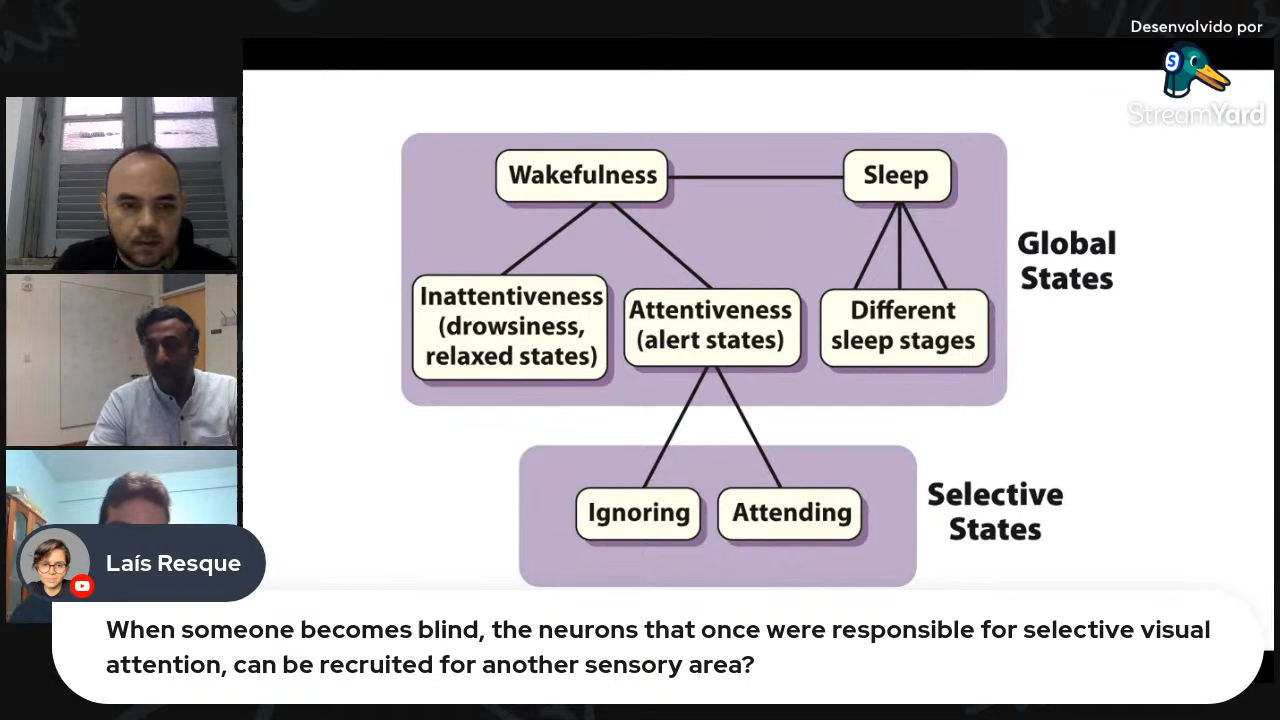 Desenvolvido por
S
StreamYard
Wakefulness
Sleep
Global
States
Inattentiveness
(drowsiness,
relaxed states)
Attentiveness
(alert states)
Different
sleep stages
Ignoring
Attending
Selective
States
Laís Resque
When someone becomes blind, the neurons that once were responsible for selective visual
attention, can be recruited for another sensory area?